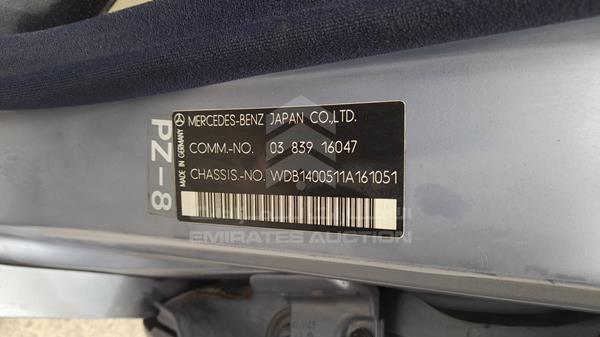 MERCEDES-BENZ JAPAN CO.,LTD.
COMM.-NO. 03 839 16047
CHASSIS.-NO. WDB1400511A161051
MADE IN GERMANY
PZ-8
EMIRATES AUCTION